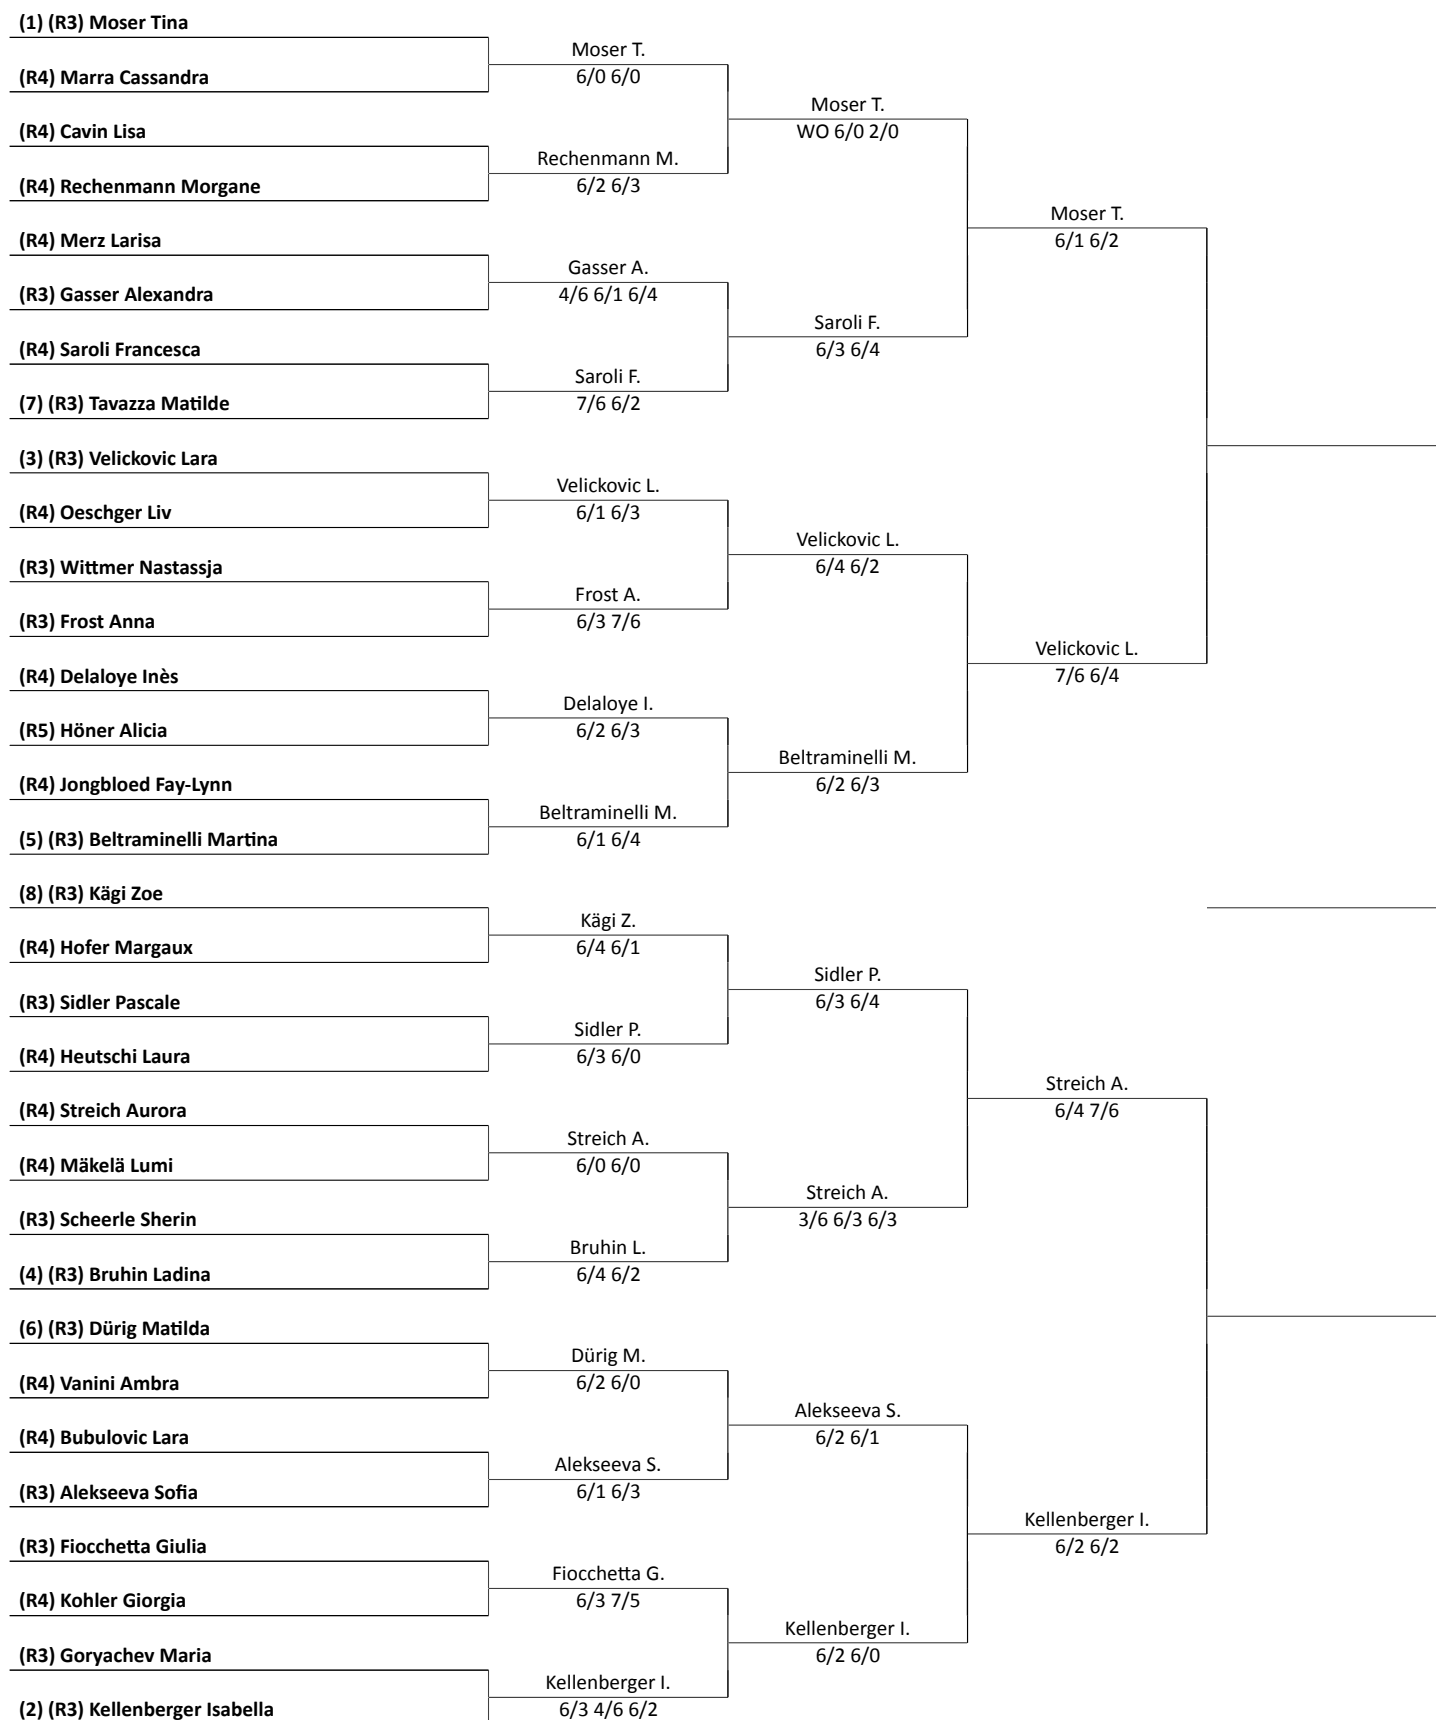 (1) (R3) Moser Tina
Moser T.
(R4) Marra Cassandra
6/0 6/0
Moser T.
(R4) Cavin Lisa
WO 6/0 2/0
Rechenmann M.
(R4) Rechenmann Morgane
6/2 6/3
Moser T.
(R4) Merz Larisa
6/1 6/2
Gasser A.
(R3) Gasser Alexandra
4/6 6/1 6/4
Saroli F.
(R4) Saroli Francesca
6/3 6/4
Saroli F.
(7) (R3) Tavazza Matilde
7/6 6/2
(3) (R3) Velickovic Lara
Velickovic L.
(R4) Oeschger Liv
6/1 6/3
Velickovic L.
(R3) Wittmer Nastassja
6/4 6/2
Frost A.
(R3) Frost Anna
6/3 7/6
Velickovic L.
(R4) Delaloye Inès
7/6 6/4
Delaloye I.
(R5) Höner Alicia
6/2 6/3
Beltraminelli M.
(R4) Jongbloed Fay-Lynn
6/2 6/3
Beltraminelli M.
(5) (R3) Beltraminelli Martina
6/1 6/4
(8) (R3) Kägi Zoe
Kägi Z.
(R4) Hofer Margaux
6/4 6/1
Sidler P.
(R3) Sidler Pascale
6/3 6/4
Sidler P.
(R4) Heutschi Laura
6/3 6/0
Streich A.
(R4) Streich Aurora
6/4 7/6
Streich A.
(R4) Mäkelä Lumi
6/0 6/0
Streich A.
(R3) Scheerle Sherin
3/6 6/3 6/3
Bruhin L.
(4) (R3) Bruhin Ladina
6/4 6/2
(6) (R3) Dürig Matilda
Dürig M.
(R4) Vanini Ambra
6/2 6/0
Alekseeva S.
(R4) Bubulovic Lara
6/2 6/1
Alekseeva S.
(R3) Alekseeva Sofia
6/1 6/3
Kellenberger I.
(R3) Fiocchetta Giulia
6/2 6/2
Fiocchetta G.
(R4) Kohler Giorgia
6/3 7/5
Kellenberger I.
(R3) Goryachev Maria
6/2 6/0
Kellenberger I.
(2) (R3) Kellenberger Isabella
6/3 4/6 6/2